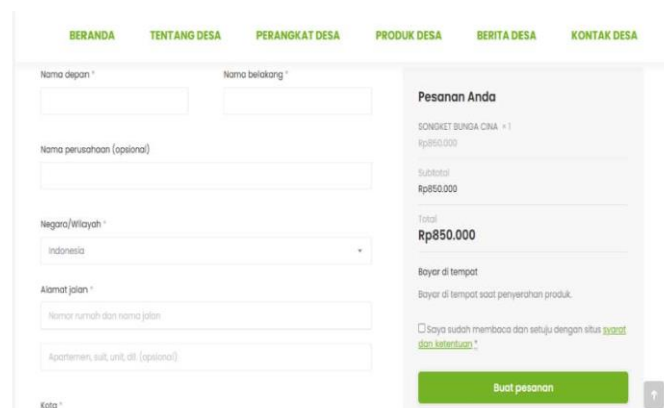 BERANDA TENTANG DESA PERANGKAT DESA PRODUK DESA BERITA DESA KONTAK DESA
Nama depan *
Nama belakang *
Nama perusahaan (opsional)
Negara/Wilayah *
Indonesia
Alamat jalan *
Nomor rumah dan nama jalan
Apartemen, suit, unit, dll. (opsional)
Kota *
Pesanan Anda
SONGKET BUNGA CINA × 1
Rp850.000
Subtotal
Rp850.000
Total
Rp850.000
Bayar di tempat
Bayar di tempat saat penyerahan produk.
Saya sudah membaca dan setuju dengan situs syarat
dan ketentuan *
Buat pesanan